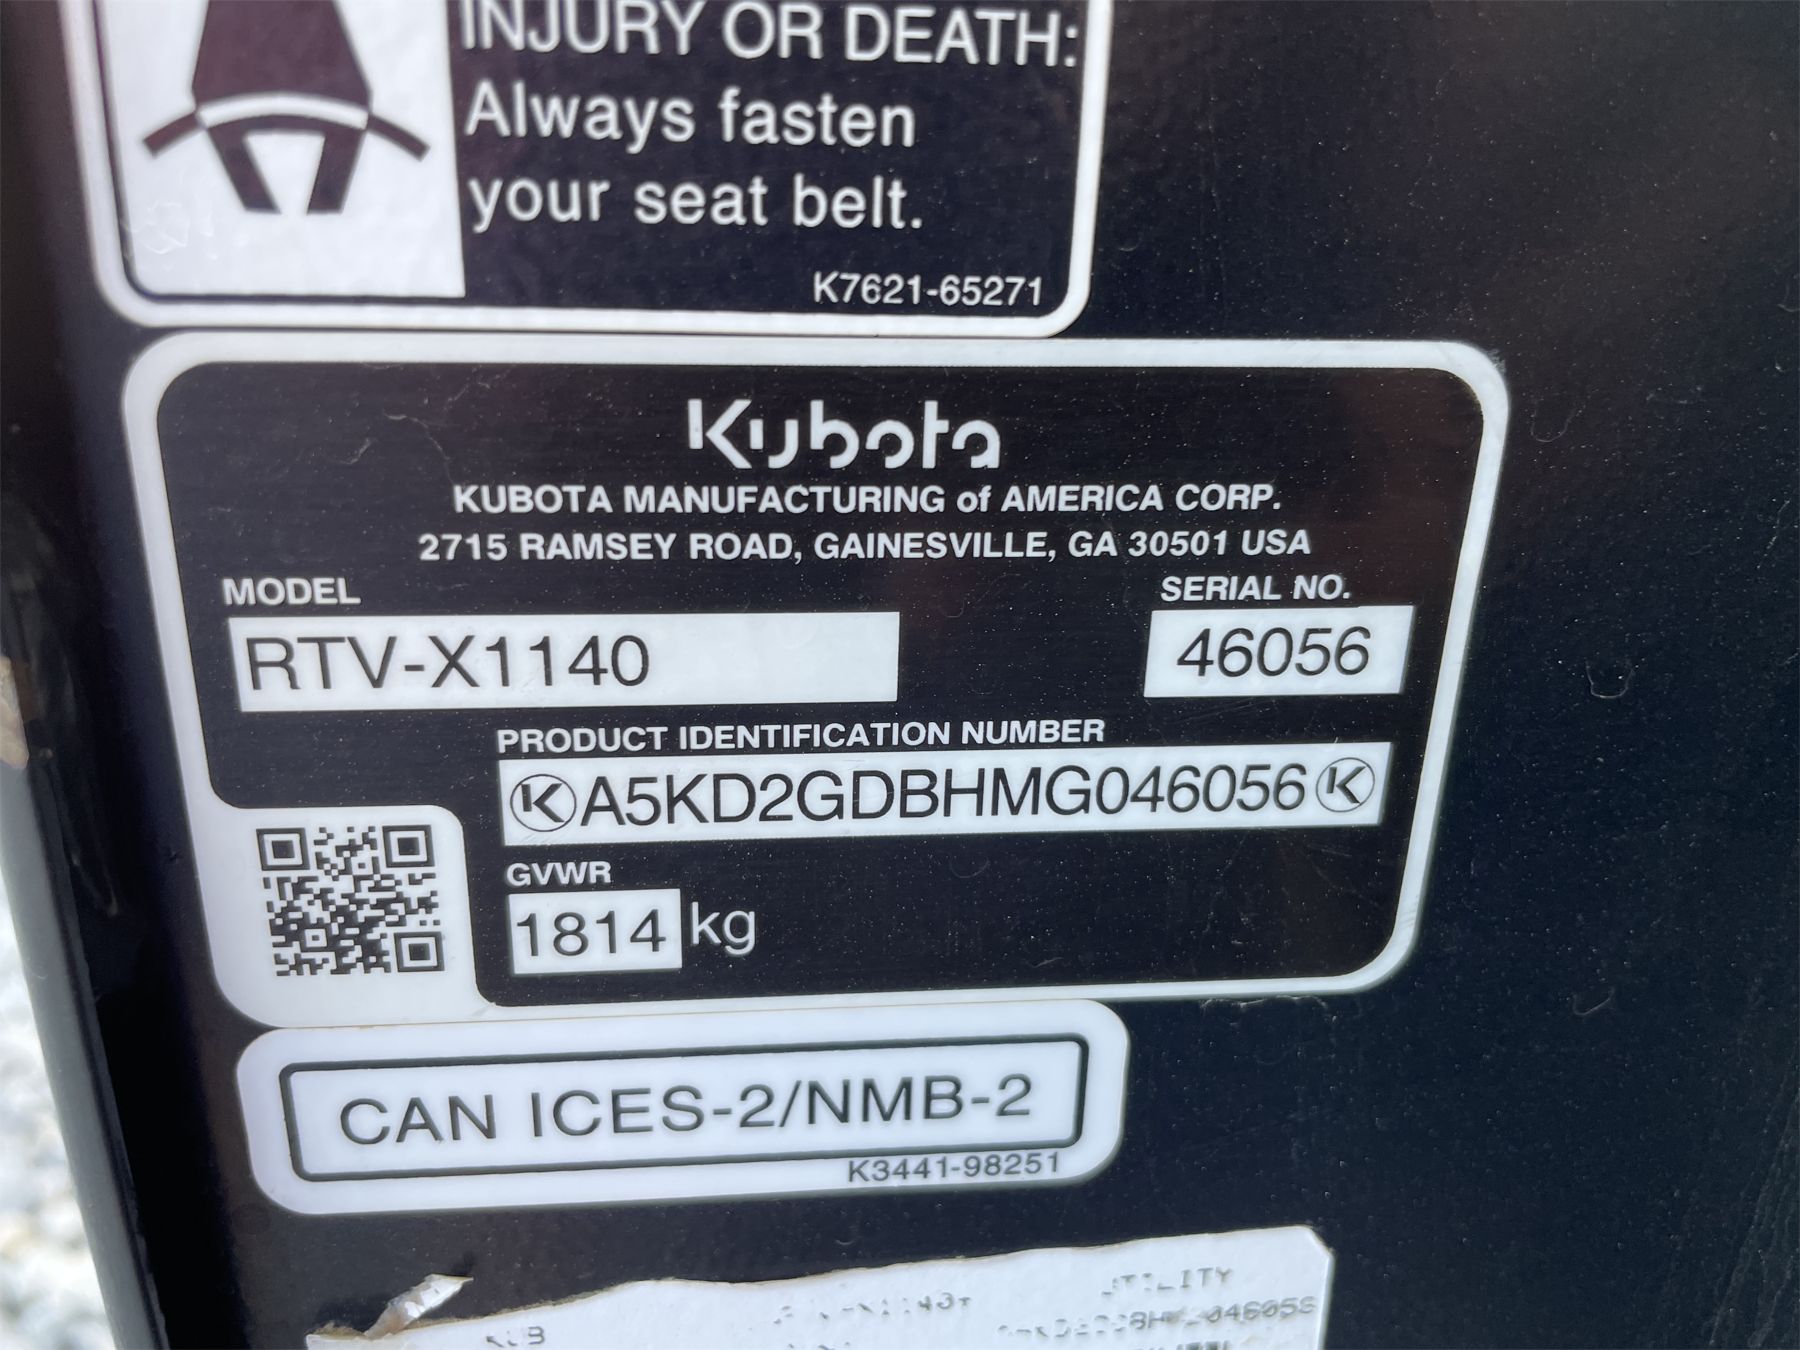 INJURY OR DEATH:
Always fasten
your seat belt.
K7621-65271
Kubota
KUBOTA MANUFACTURING of AMERICA CORP.
2715 RAMSEY ROAD, GAINESVILLE, GA 30501 USA
MODEL
SERIAL NO.
RTV-X1140
46056
PRODUCT IDENTIFICATION NUMBER
K A5KD2GDBHMG046056 K
GVWR
1814 kg
CAN ICES-2/NMB-2
K3441-98251